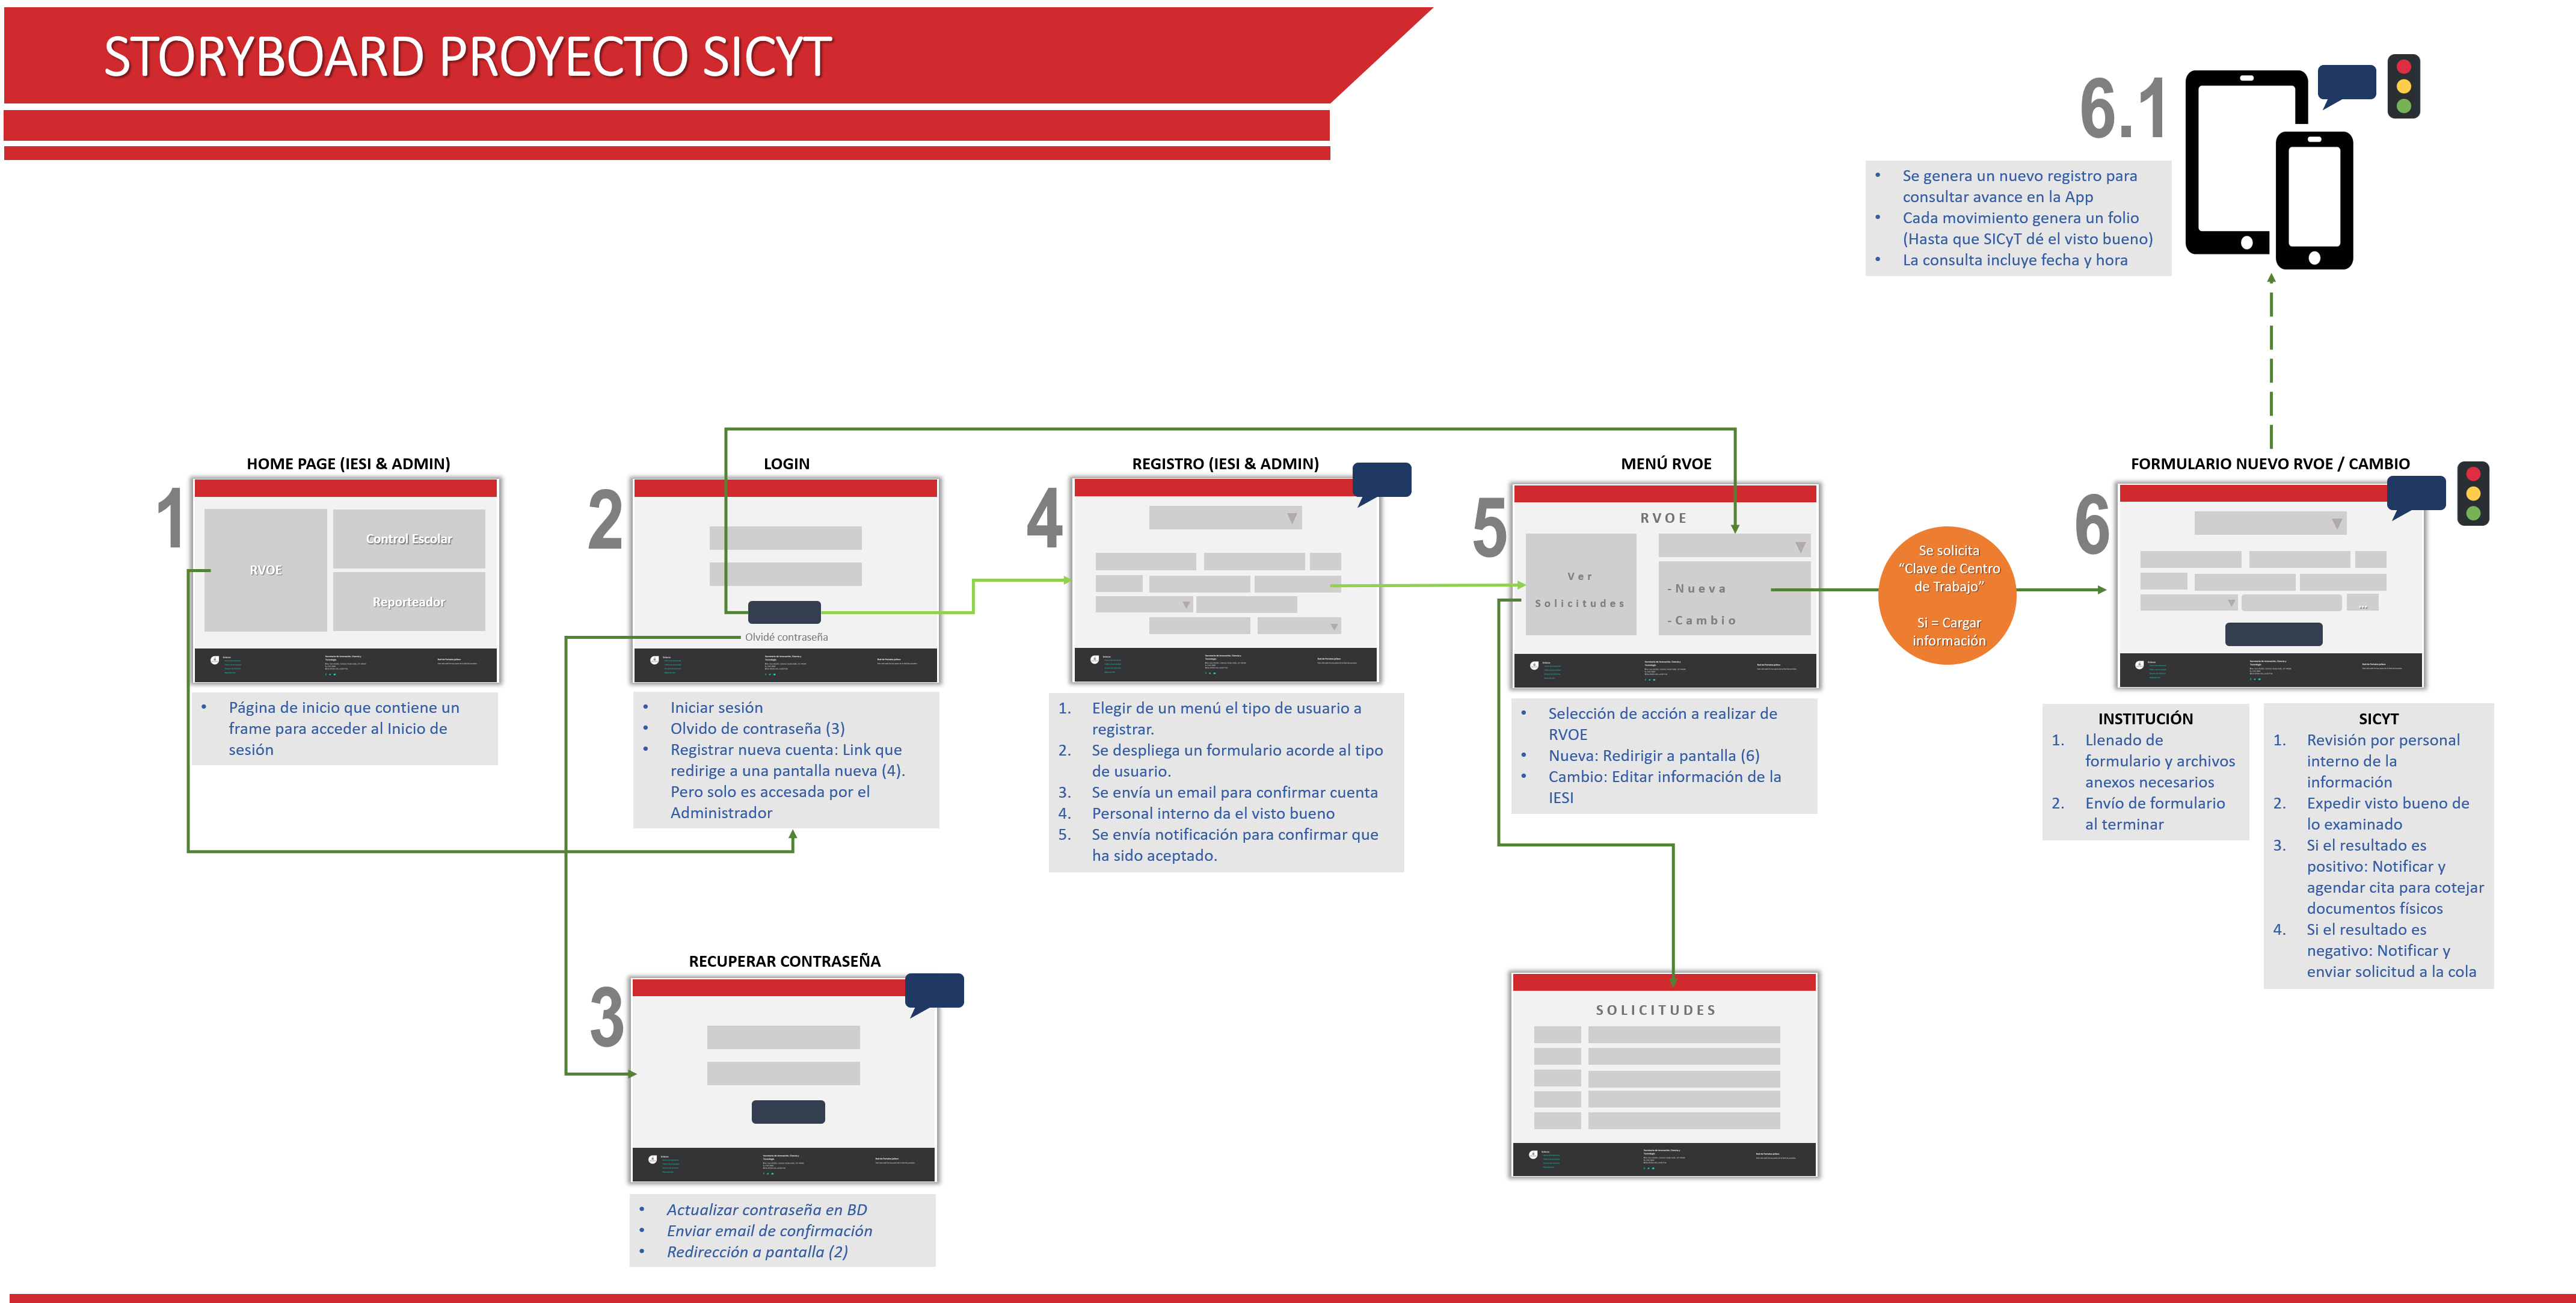 STORYBOARD PROYECTO SICYT
6.1
• Se genera un nuevo registro para
consultar avance en la App
• Cada movimiento genera un folio
(Hasta que SICyT dé el visto bueno)
• La consulta incluye fecha y hora
HOME PAGE (IESI & ADMIN)
1
RVOE
Control Escolar
Reporteador
• Página de inicio que contiene un
frame para acceder al Inicio de
sesión
LOGIN
2
Olvidé contraseña
• Iniciar sesión
• Olvido de contraseña (3)
• Registrar nueva cuenta: Link que
redirige a una pantalla nueva (4).
Pero solo es accesada por el
Administrador
RECUPERAR CONTRASEÑA
3
• Actualizar contraseña en BD
• Enviar email de confirmación
• Redirección a pantalla (2)
REGISTRO (IESI & ADMIN)
4
1. Elegir de un menú el tipo de usuario a
registrar.
2. Se despliega un formulario acorde al tipo
de usuario.
3. Se envía un email para confirmar cuenta
4. Personal interno da el visto bueno
5. Se envía notificación para confirmar que
ha sido aceptado.
MENÚ RVOE
5
RVOE
Ver
Solicitudes
-Nueva
-Cambio
• Selección de acción a realizar de
RVOE
• Nueva: Redirigir a pantalla (6)
• Cambio: Editar información de la
IESI
SOLICITUDES
Se solicita
“Clave de Centro
de Trabajo”
Si = Cargar
información
FORMULARIO NUEVO RVOE / CAMBIO
6
...
INSTITUCIÓN
1. Llenado de
formulario y archivos
anexos necesarios
2. Envío de formulario
al terminar
SICYT
1. Revisión por personal
interno de la
información
2. Expedir visto bueno de
lo examinado
3. Si el resultado es
positivo: Notificar y
agendar cita para cotejar
documentos físicos
4. Si el resultado es
negativo: Notificar y
enviar solicitud a la cola